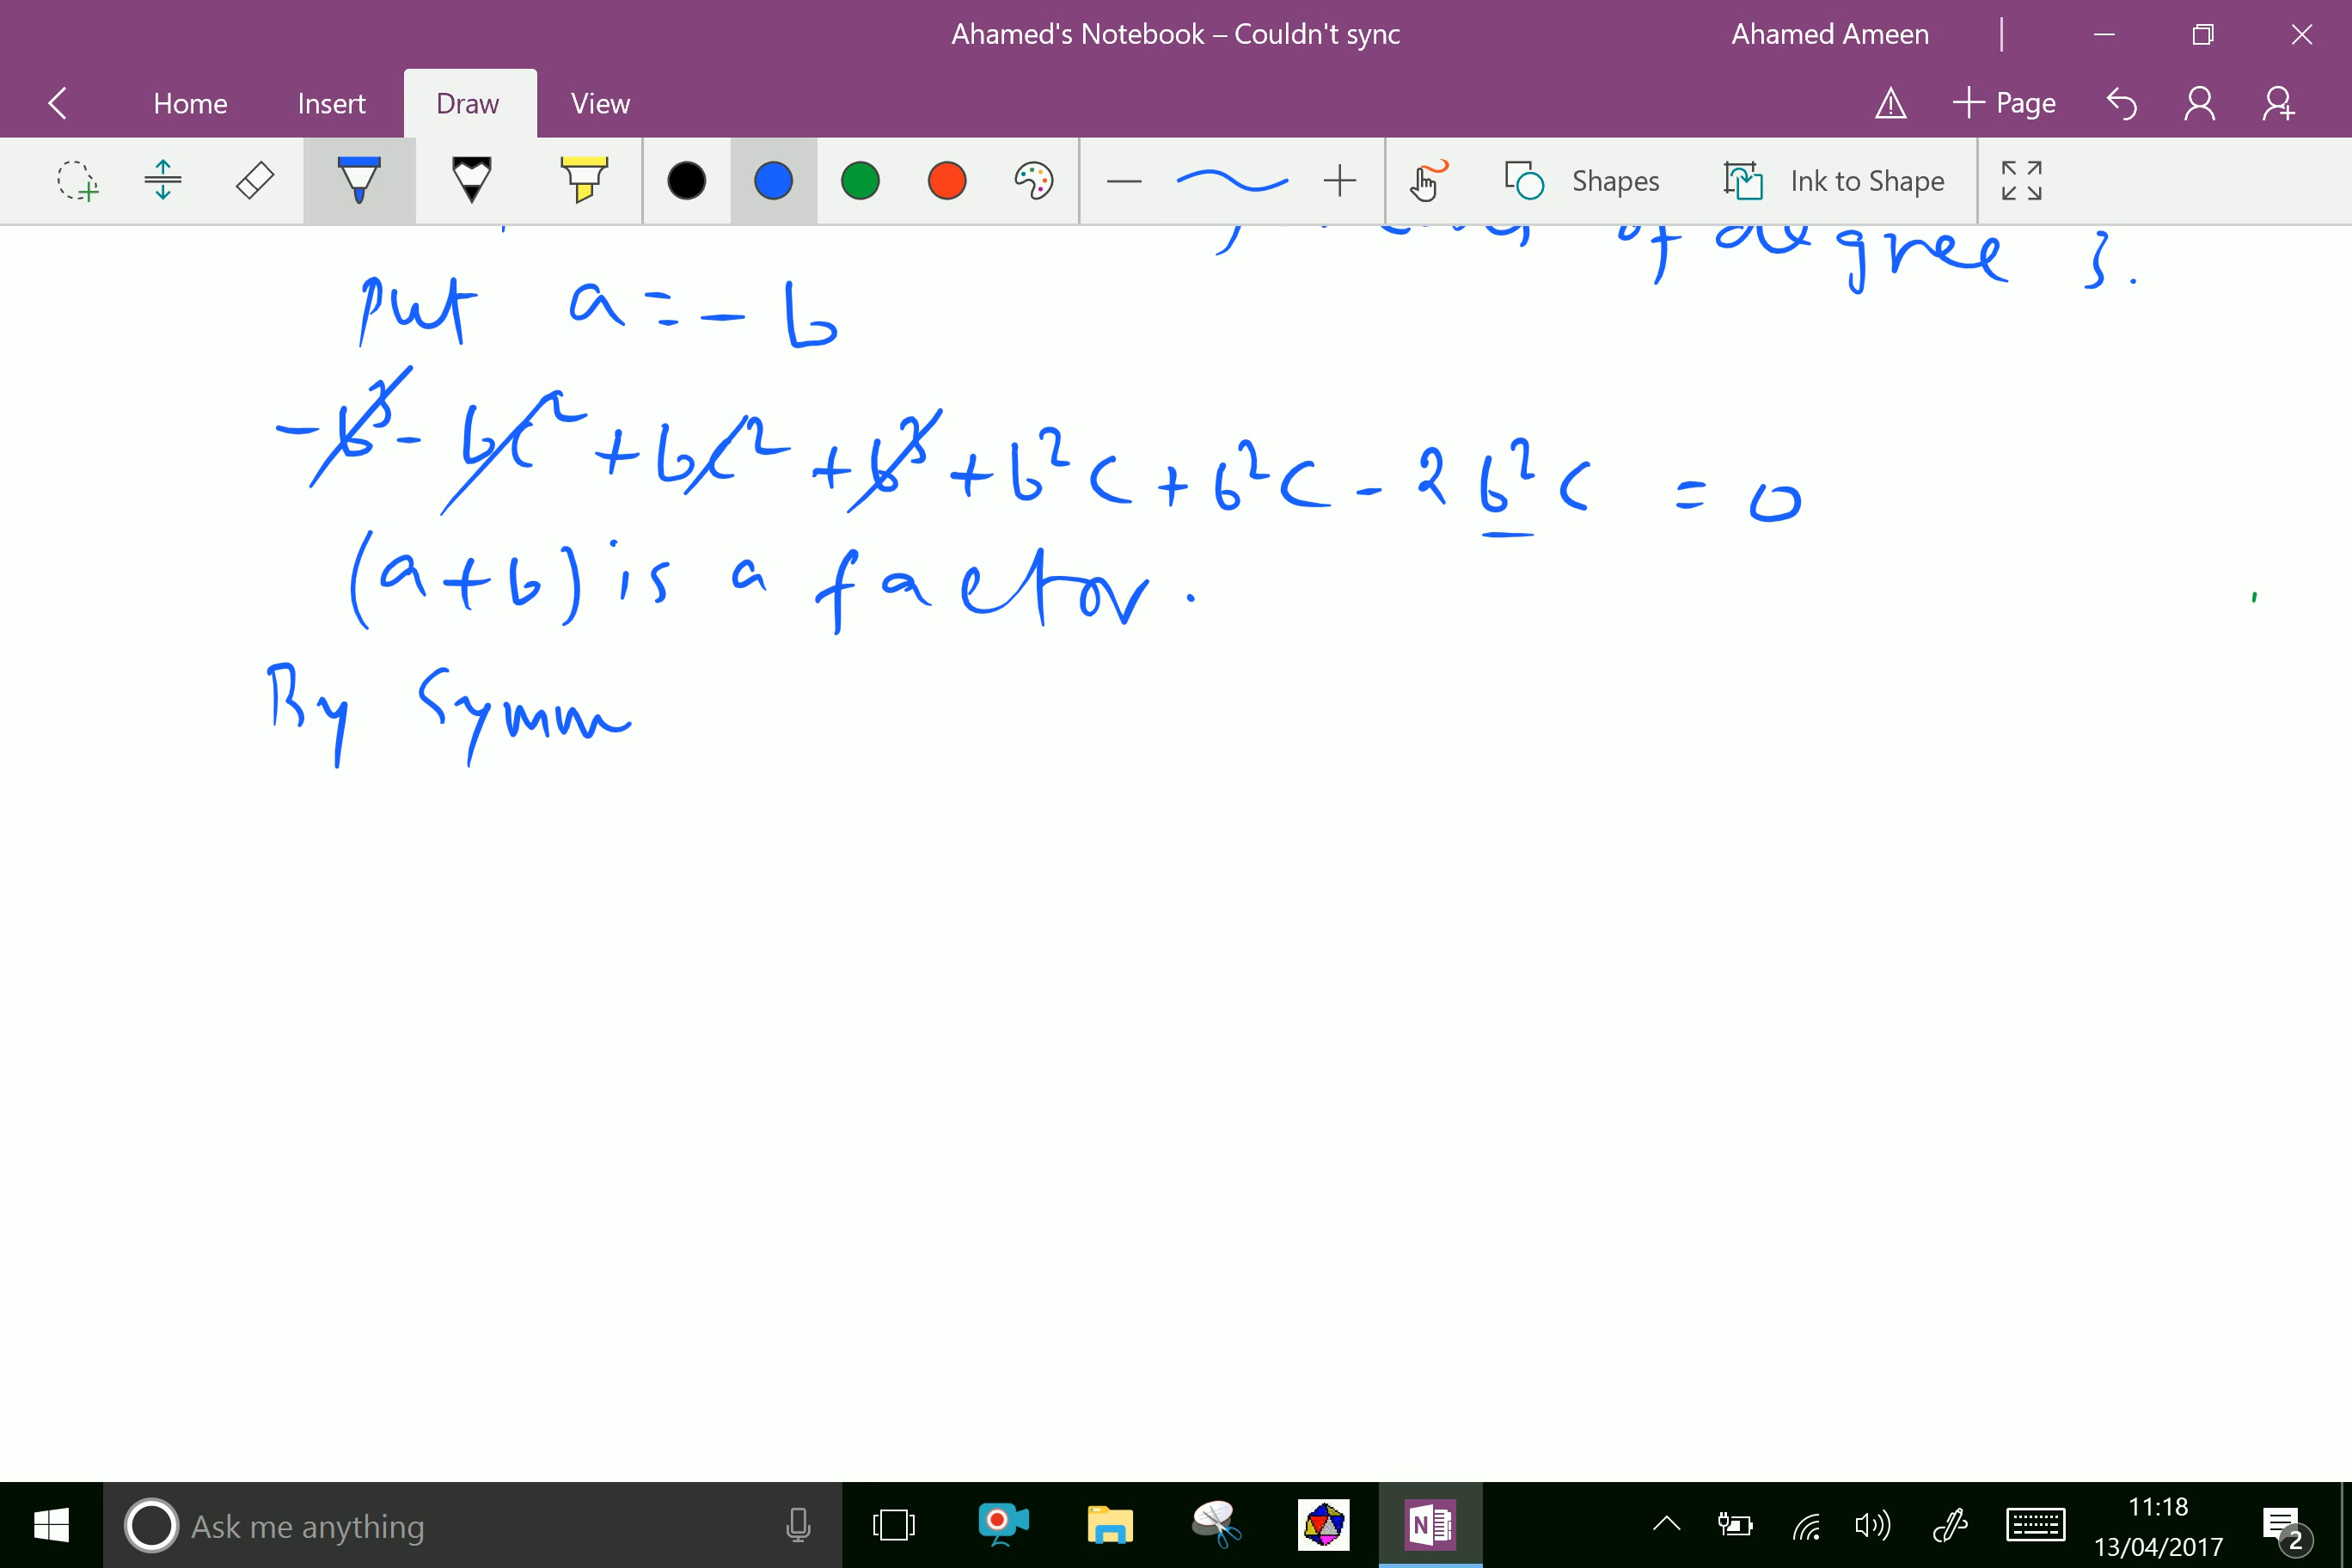 Ahamed's Notebook – Couldn't sync
Ahamed Ameen
Home Insert Draw View
Page
Shapes
Ink to Shape
of degree 3.
put a = - b
-b³ - bc² + bc² + b³ + b²c + b²c - 2 b²c = 0
(a+b) is a factor.
By Symm
Ask me anything
N
11:18
13/04/2017
2